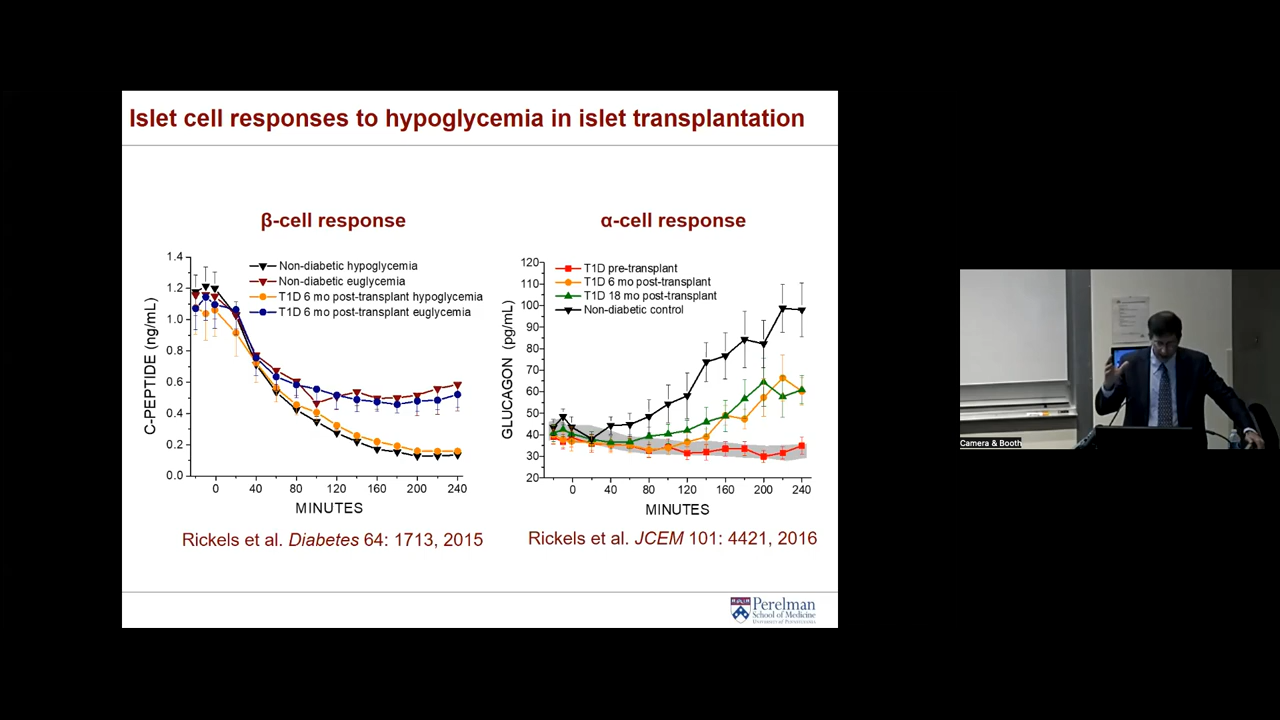 Islet cell responses to hypoglycemia in islet transplantation
β-cell response
Non-diabetic hypoglycemia
Non-diabetic euglycemia
T1D 6 mo post-transplant hypoglycemia
T1D 6 mo post-transplant euglycemia
C-PEPTIDE (ng/mL)
1.4
1.2
1.0
0.8
0.6
0.4
0.2
0.0
0 40 80 120 160 200 240
MINUTES
Rickels et al. Diabetes 64: 1713, 2015
α-cell response
T1D pre-transplant
T1D 6 mo post-transplant
T1D 18 mo post-transplant
Non-diabetic control
GLUCAGON (pg/mL)
120
110
100
90
80
70
60
50
40
30
20
0 40 80 120 160 200 240
MINUTES
Rickels et al. JCEM 101: 4421, 2016
Perelman
School of Medicine
University of Pennsylvania
Camera & Booth